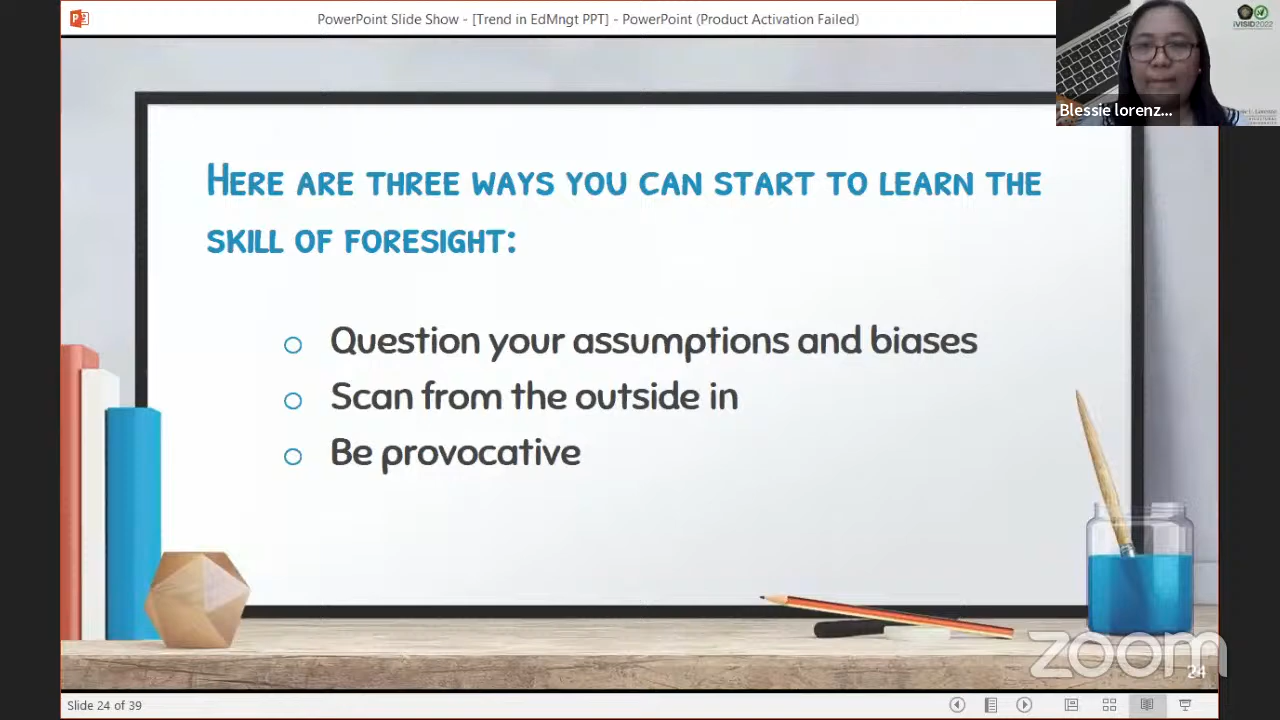 PowerPoint Slide Show - [Trend in EdMngt PPT] - PowerPoint (Product Activation Failed)
iVISID2022
Blessie lorenz...
HERE ARE THREE WAYS YOU CAN START TO LEARN THE
SKILL OF FORESIGHT:
Question your assumptions and biases
Scan from the outside in
Be provocative
zoom
24
Slide 24 of 39